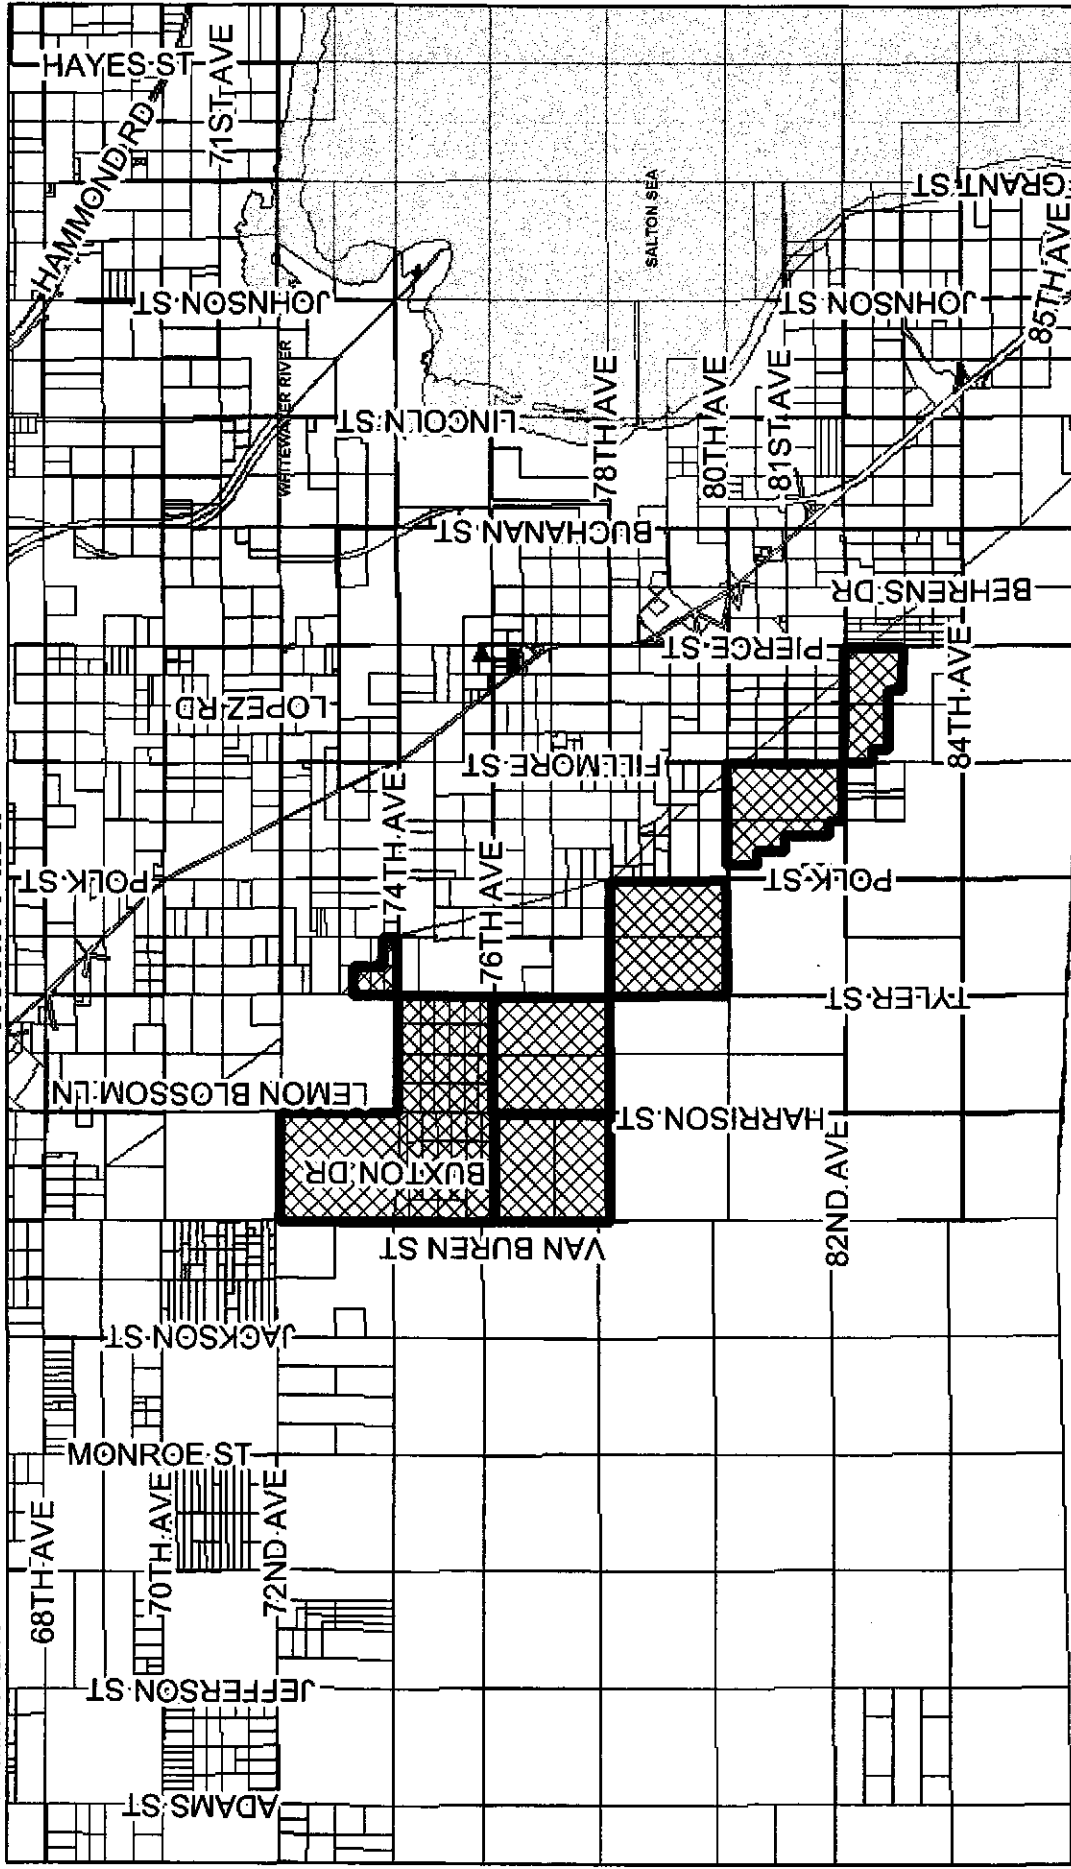 HAYES ST
HAMMOND RD
71ST AVE
JOHNSON ST
WHITEWATER RIVER
LINCOLN ST
SALTON SEA
GRANT ST
JOHNSON ST
85TH AVE
78TH AVE
80TH AVE
81ST AVE
BUCHANAN ST
BEHRENS DR
PIERCE ST
LOPEZ RD
FILLMORE ST
84TH AVE
POLK ST
74TH AVE
76TH AVE
POLK ST
TYLER ST
LEMON BLOSSOM LN
HARRISON ST
BUXTON DR
82ND AVE
VAN BUREN ST
JACKSON ST
MONROE ST
68TH AVE
70TH AVE
72ND AVE
JEFFERSON ST
ADAMS ST